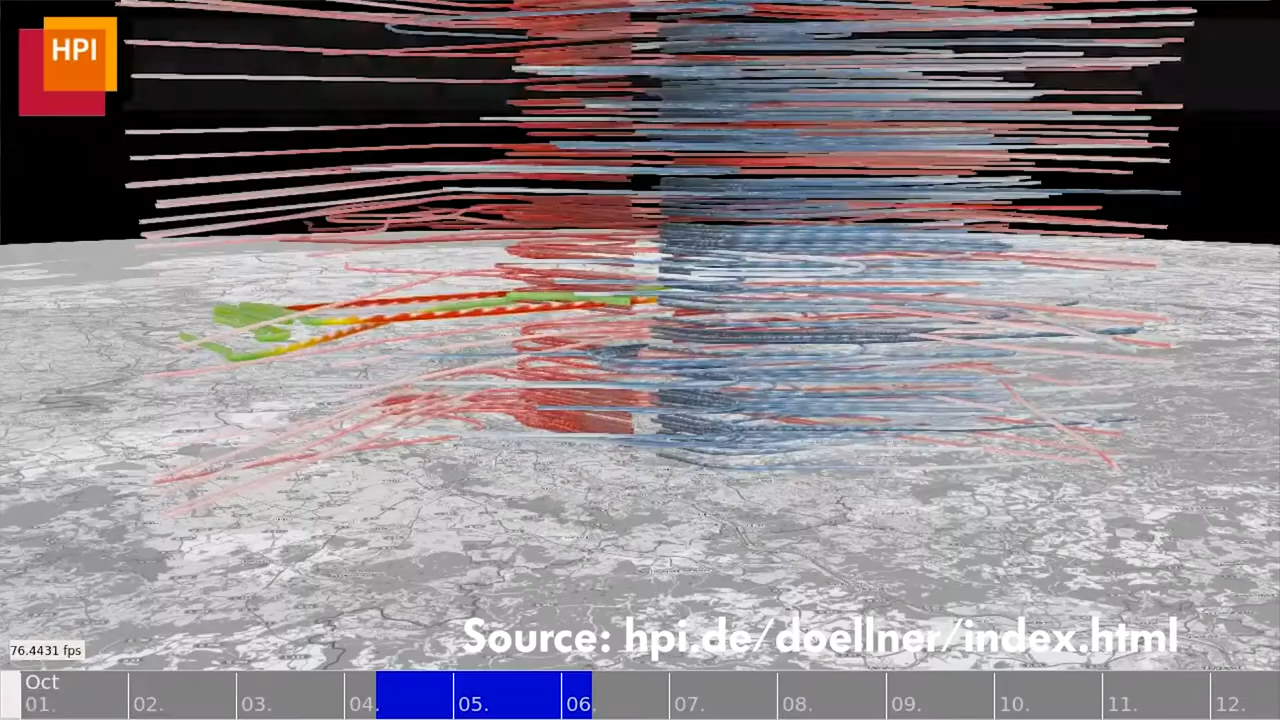 HPI
Source: hpi.de/doellner/index.html
76.4431 fps
Oct
01. 02. 03. 04. 05. 06. 07. 08. 09. 10. 11. 12.